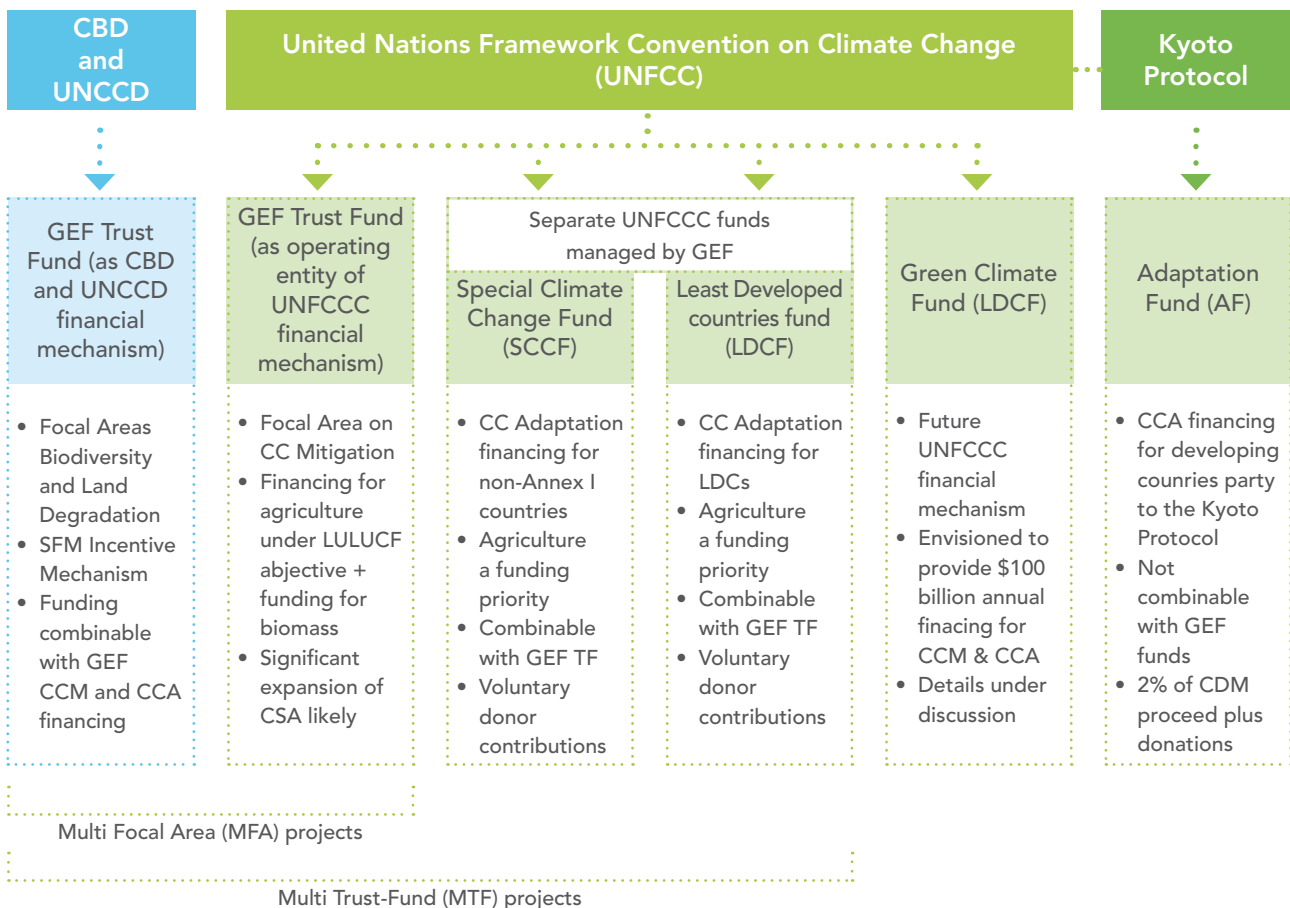 CBD
and
UNCCD
United Nations Framework Convention on Climate Change
(UNFCC)
Kyoto
Protocol
GEF Trust
Fund (as CBD
and UNCCD
financial
mechanism)
GEF Trust Fund
(as operating
entity of
UNFCCC
financial
mechanism)
Separate UNFCCC funds
managed by GEF
Special Climate
Change Fund
(SCCF)
Least Developed
countries fund
(LDCF)
Green Climate
Fund (LDCF)
Adaptation
Fund (AF)
• Focal Areas
Biodiversity
and Land
Degradation
• SFM Incentive
Mechanism
• Funding
combinable
with GEF
CCM and CCA
financing
• Focal Area on
CC Mitigation
• Financing for
agriculture
under LULUCF
abjective +
funding for
biomass
• Significant
expansion of
CSA likely
• CC Adaptation
financing for
non-Annex I
countries
• Agriculture
a funding
priority
• Combinable
with GEF TF
• Voluntary
donor
contributions
• CC Adaptation
financing for
LDCs
• Agriculture
a funding
priority
• Combinable
with GEF TF
• Voluntary
donor
contributions
• Future
UNFCCC
financial
mechanism
• Envisioned to
provide $100
billion annual
finacing for
CCM & CCA
• Details under
discussion
• CCA financing
for developing
counries party
to the Kyoto
Protocol
• Not
combinable
with GEF
funds
• 2% of CDM
proceed plus
donations
Multi Focal Area (MFA) projects
Multi Trust-Fund (MTF) projects